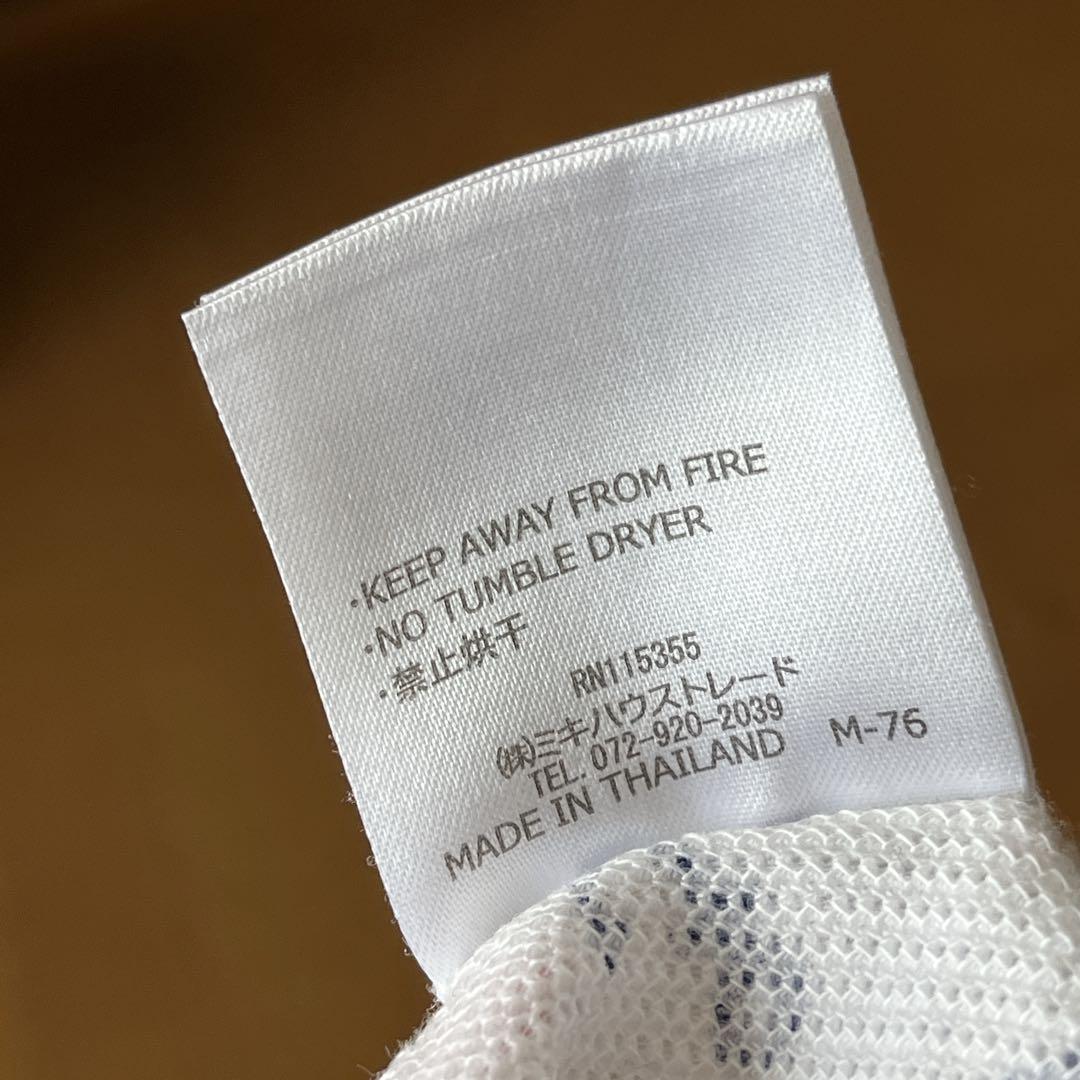 ·KEEP AWAY FROM FIRE
·NO TUMBLE DRYER
·禁止烘干
RN115355
㈱ミキハウストレード
TEL. 072-920-2039
MADE IN THAILAND M-76